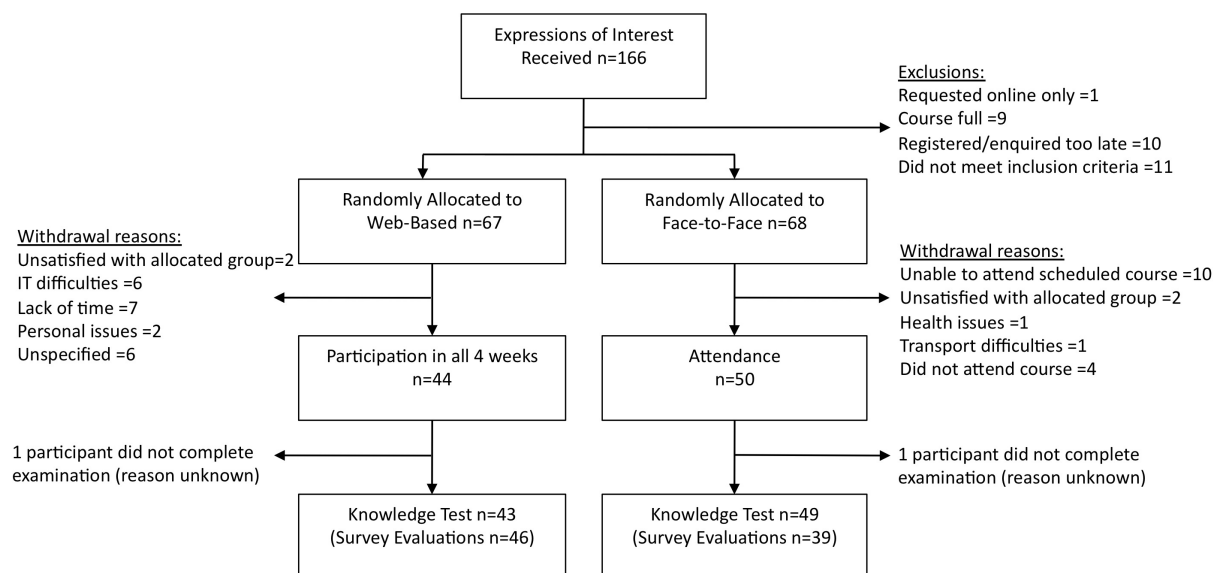 Expressions of Interest
Received n=166
Exclusions:
Requested online only =1
Course full =9
Registered/enquired too late =10
Did not meet inclusion criteria =11
Randomly Allocated to
Web-Based n=67
Randomly Allocated to
Face-to-Face n=68
Withdrawal reasons:
Unsatisfied with allocated group=2
IT difficulties =6
Lack of time =7
Personal issues =2
Unspecified =6
Withdrawal reasons:
Unable to attend scheduled course =10
Unsatisfied with allocated group =2
Health issues =1
Transport difficulties =1
Did not attend course =4
Participation in all 4 weeks
n=44
Attendance
n=50
1 participant did not complete
examination (reason unknown)
1 participant did not complete
examination (reason unknown)
Knowledge Test n=43
(Survey Evaluations n=46)
Knowledge Test n=49
(Survey Evaluations n=39)